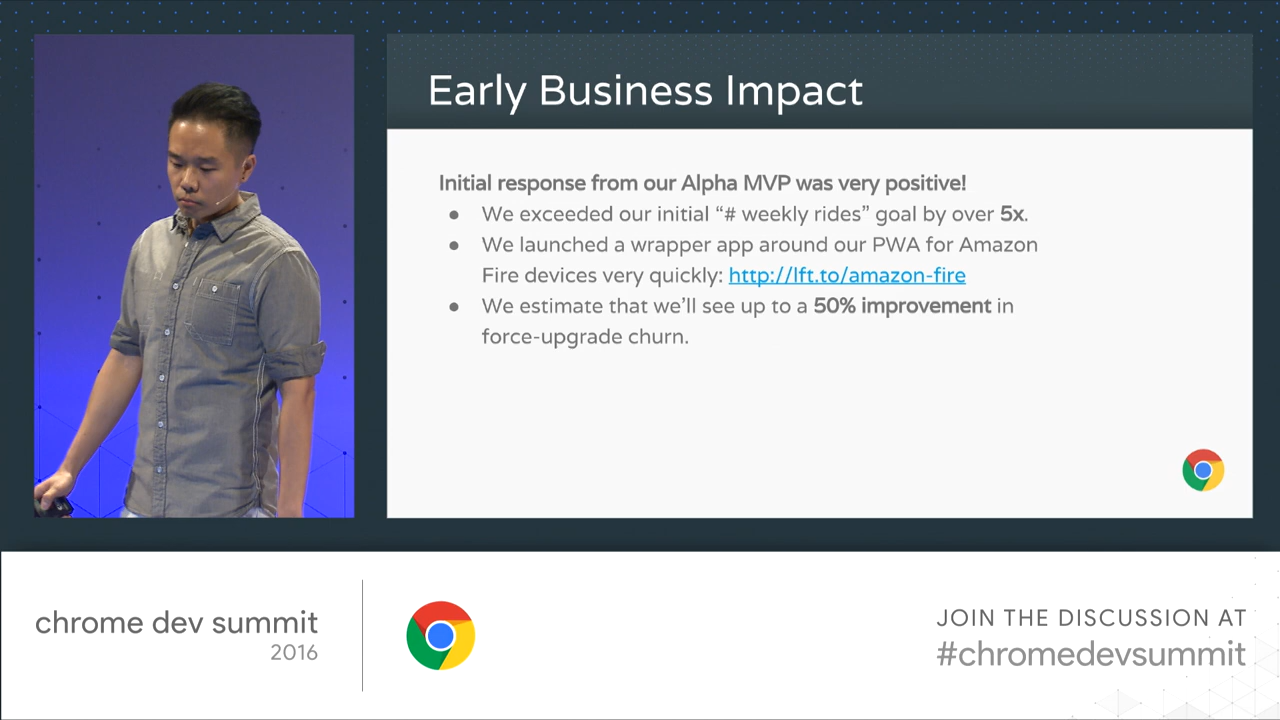 Early Business Impact
Initial response from our Alpha MVP was very positive!
● We exceeded our initial “# weekly rides” goal by over 5x.
● We launched a wrapper app around our PWA for Amazon
Fire devices very quickly: http://lft.to/amazon-fire
● We estimate that we’ll see up to a 50% improvement in
force-upgrade churn.
chrome dev summit
2016
JOIN THE DISCUSSION AT
#chromedevsummit